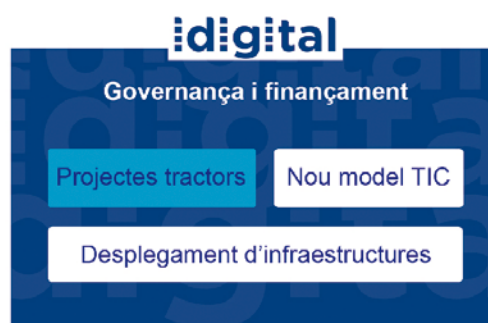 idigital
Governança i finançament
Projectes tractors
Nou model TIC
Desplegament d'infraestructures